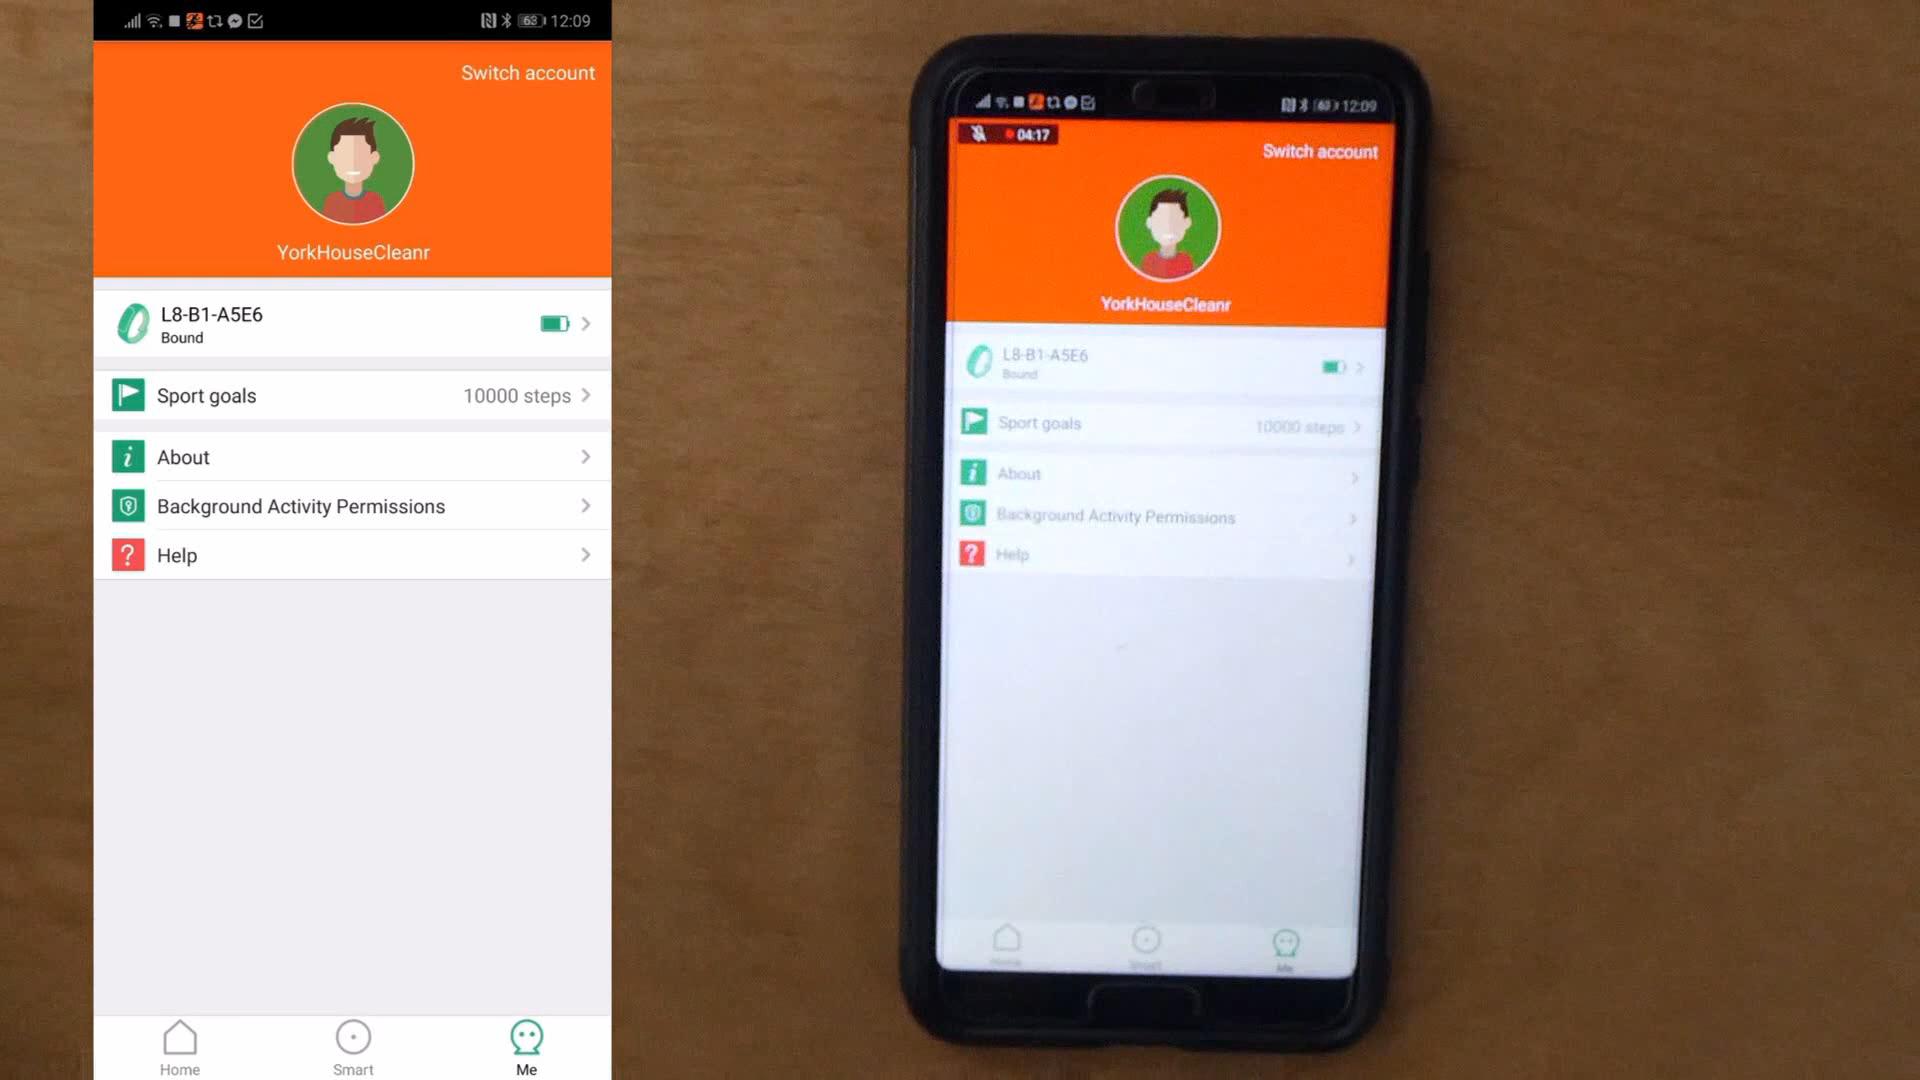 63 12:09
Switch account
YorkHouseCleanr
L8-B1-A5E6
Bound
Sport goals
10000 steps
About
Background Activity Permissions
Help
Home
Smart
Me
63 12:09
04:17
Switch account
YorkHouseCleanr
L8-B1-A5E6
Bound
Sport goals
10000 steps
About
Background Activity Permissions
Help
Home
Smart
Me